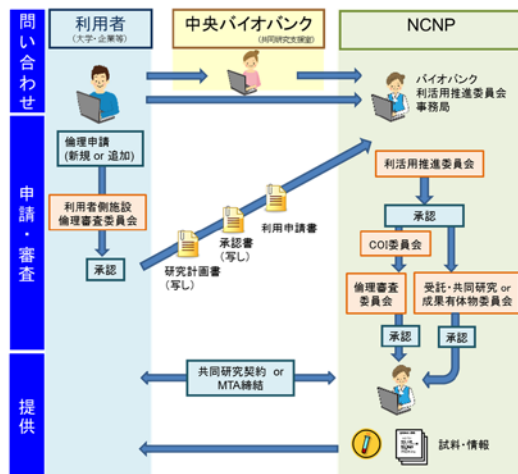 問い合わせ
利用者
(大学・企業等)
中央バイオバンク
(共同研究支援室)
NCNP
バイオバンク
利活用推進委員会
事務局
申請・審査
倫理申請
(新規 or 追加)
利用者側施設
倫理審査委員会
承認
研究計画書
(写し)
承認書
(写し)
利用申請書
利活用推進委員会
承認
COI委員会
倫理審査
委員会
受託・共同研究 or
成果有体物委員会
承認
承認
提供
共同研究契約 or
MTA締結
試料・情報